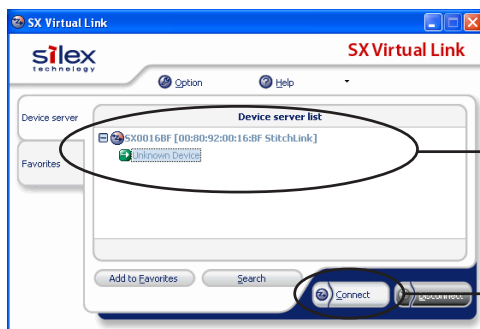 SX Virtual Link
silex
technology
SX Virtual Link
Option Help
Device server
Device server list
SX0016BF [00:80:92:00:16:BF StitchLink]
Unknown Device
Favorites
Add to Favorites Search
Connect Disconnect